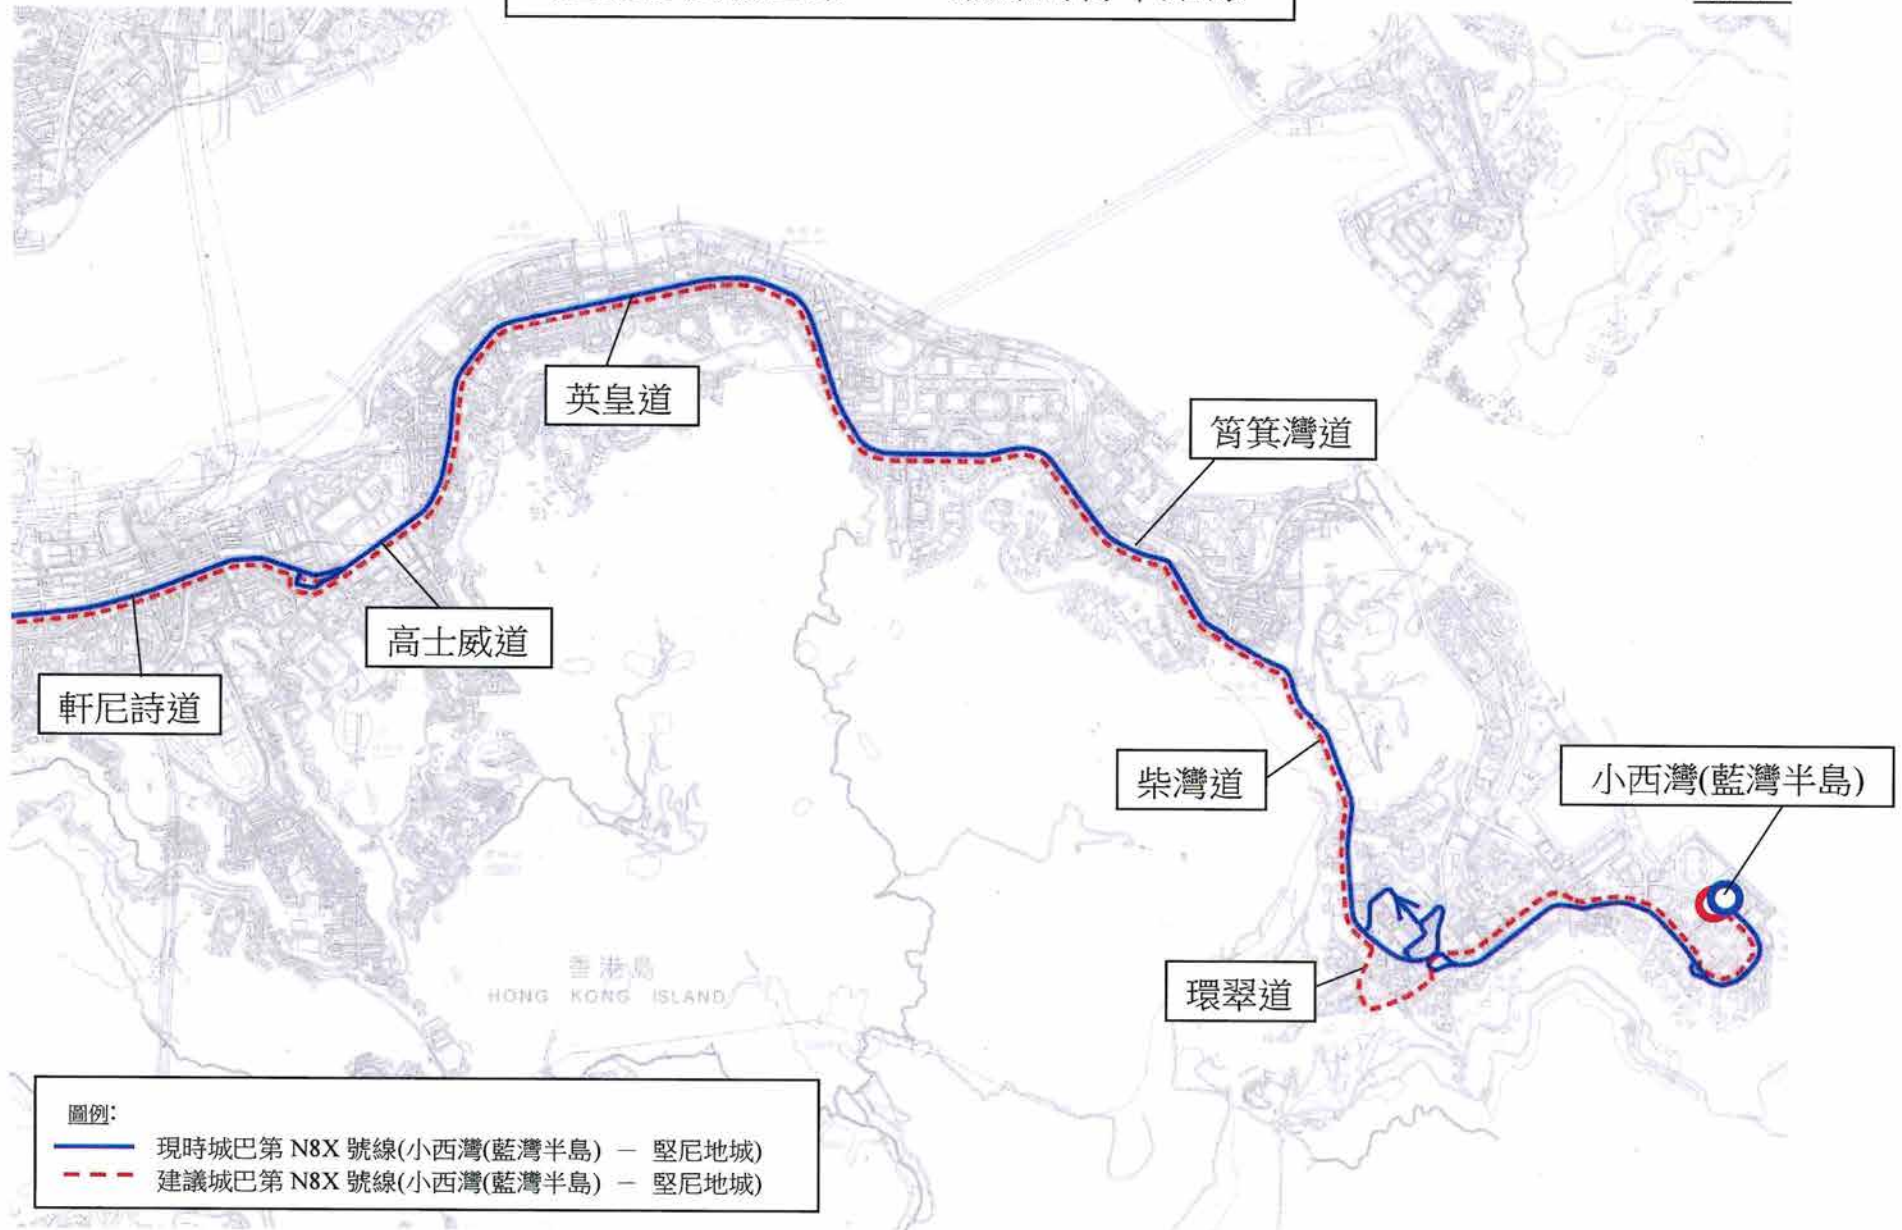 英皇道
筲箕灣道
高士威道
軒尼詩道
柴灣道
小西灣(藍灣半島)
環翠道
香港島
HONG KONG ISLAND
圖例:
現時城巴第 N8X 號線(小西灣(藍灣半島) － 堅尼地城)
建議城巴第 N8X 號線(小西灣(藍灣半島) － 堅尼地城)